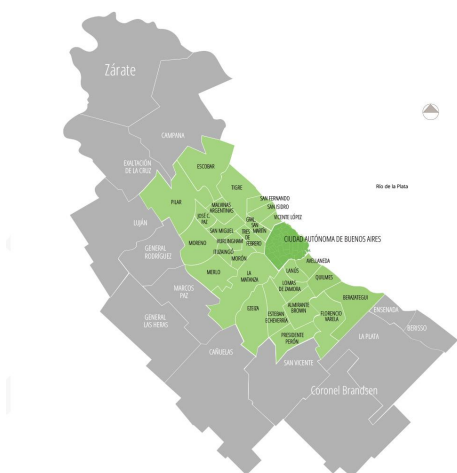 Zárate
CAMPANA
ESCOBAR
EXALTACIÓN
DE LA CRUZ
TIGRE
Río de la Plata
SAN FERNANDO
PILAR
SAN ISIDRO
MALVINAS
ARGENTINAS
JOSÉ C.
PAZ
VICENTE LÓPEZ
GRAL.
SAN
MARTÍN
LUJÁN
SAN MIGUEL
TRES
DE
FEBRERO
CIUDAD AUTÓNOMA DE BUENOS AIRES
MORENO
HURLINGHAM
GENERAL
RODRÍGUEZ
ITUZAINGÓ
MORÓN
AVELLANEDA
MERLO
LA
MATANZA
LANÚS
QUILMES
LOMAS
DE ZAMORA
MARCOS
PAZ
BERAZATEGUI
EZEIZA
ALMIRANTE
BROWN
ESTEBAN
ECHEVERRÍA
FLORENCIO
VARELA
ENSENADA
GENERAL
LAS HERAS
BERISSO
PRESIDENTE
PERÓN
LA PLATA
CAÑUELAS
SAN VICENTE
Coronel Brandsen